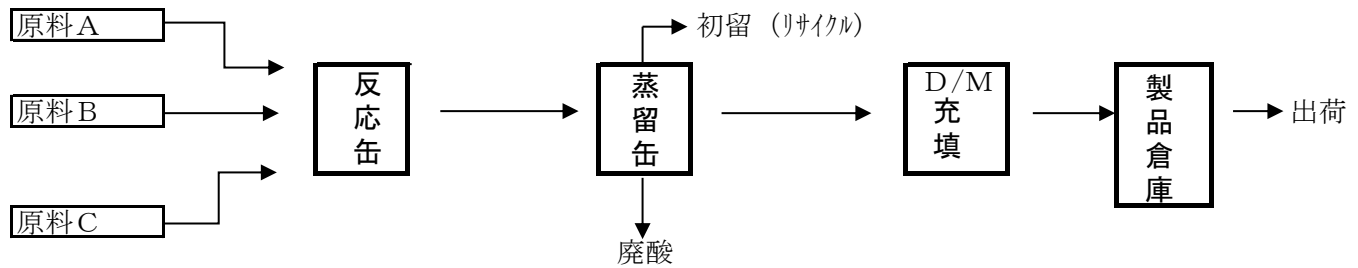 原料A
原料B
原料C
反応缶
初留 (ﾘｻｲｸﾙ)
蒸留缶
廃酸
D/M
充填
製品倉庫
出荷